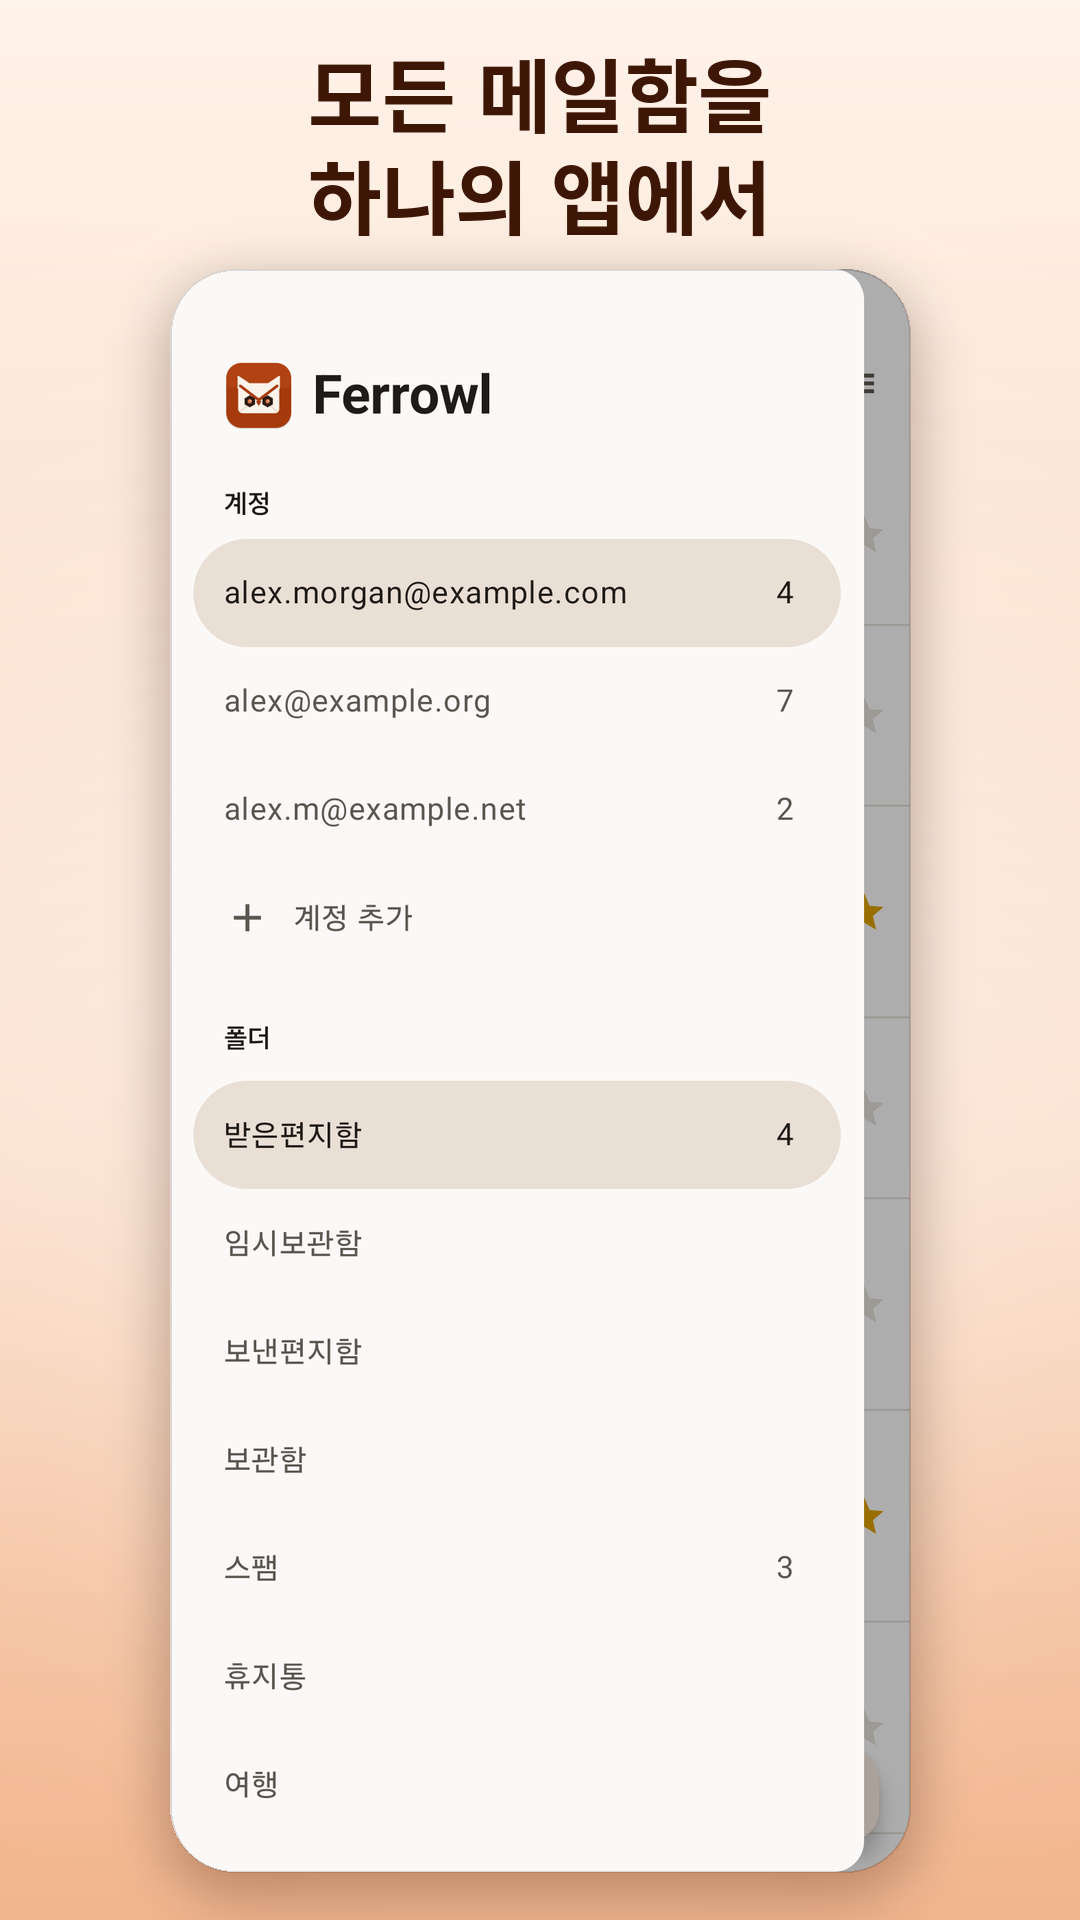 모든 메일함을
하나의 앱에서
Ferrowl
계정
alex.morgan@example.com 4
alex@example.org 7
alex.m@example.net 2
계정 추가
폴더
받은편지함 4
임시보관함
보낸편지함
보관함
스팸 3
휴지통
여행